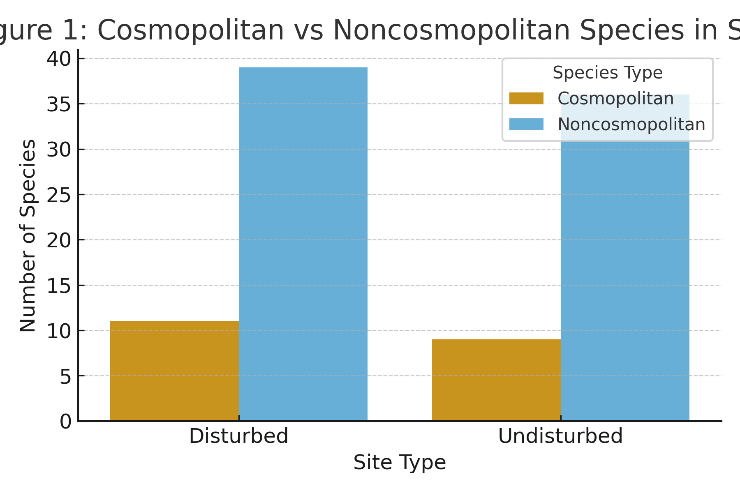 gure 1: Cosmopolitan vs Noncosmopolitan Species in S
Number of Species
40
35
30
25
20
15
10
5
0
Species Type
Cosmopolitan
Noncosmopolitan
Disturbed
Undisturbed
Site Type